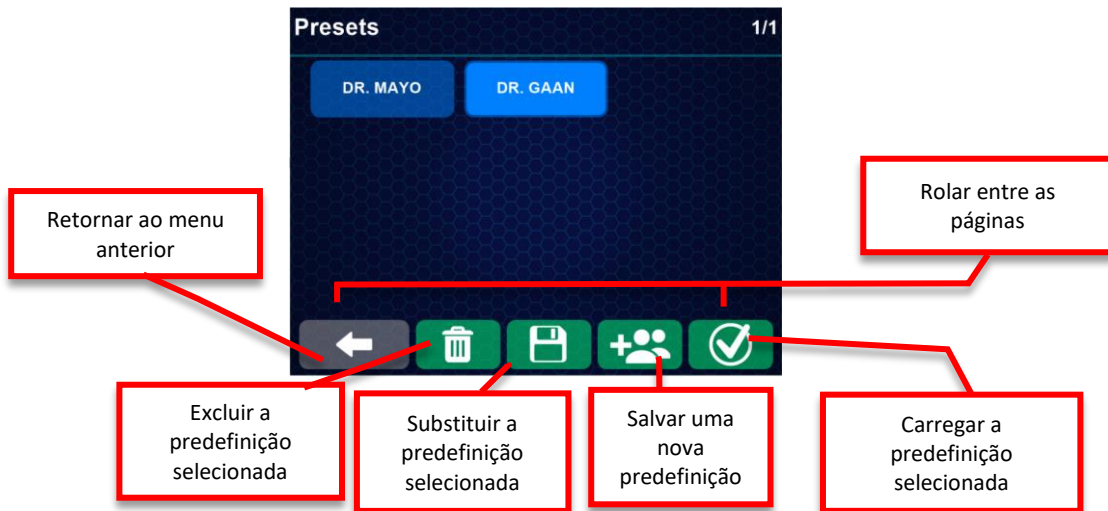 Presets 1/1
DR. MAYO DR. GAAN
Rolar entre as
páginas
Retornar ao menu
anterior
Excluir a
predefinição
selecionada
Substituir a
predefinição
selecionada
Salvar uma
nova
predefinição
Carregar a
predefinição
selecionada